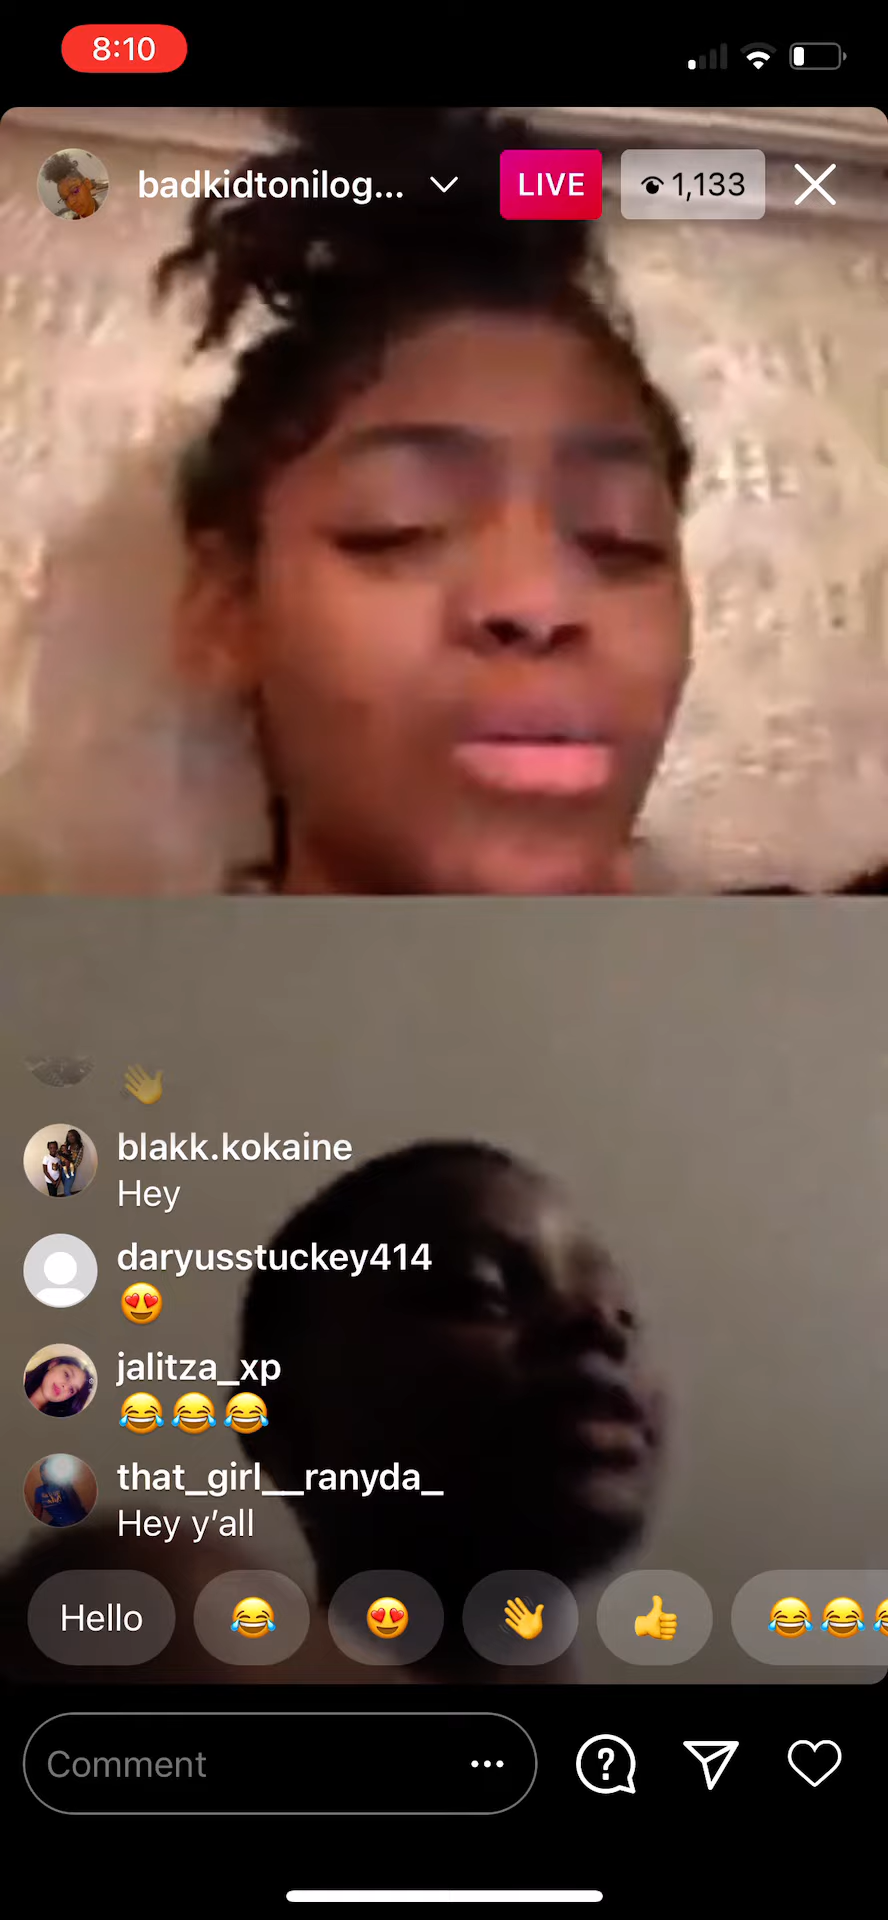 8:10
badkidtonilog...
LIVE
1,133
👋
blakk.kokaine
Hey
daryusstuckey414
😍
jalitza_xp
😂😂😂
that_girl__ranyda_
Hey y’all
Hello 😂 😍 👋 👍 😂😂
Comment